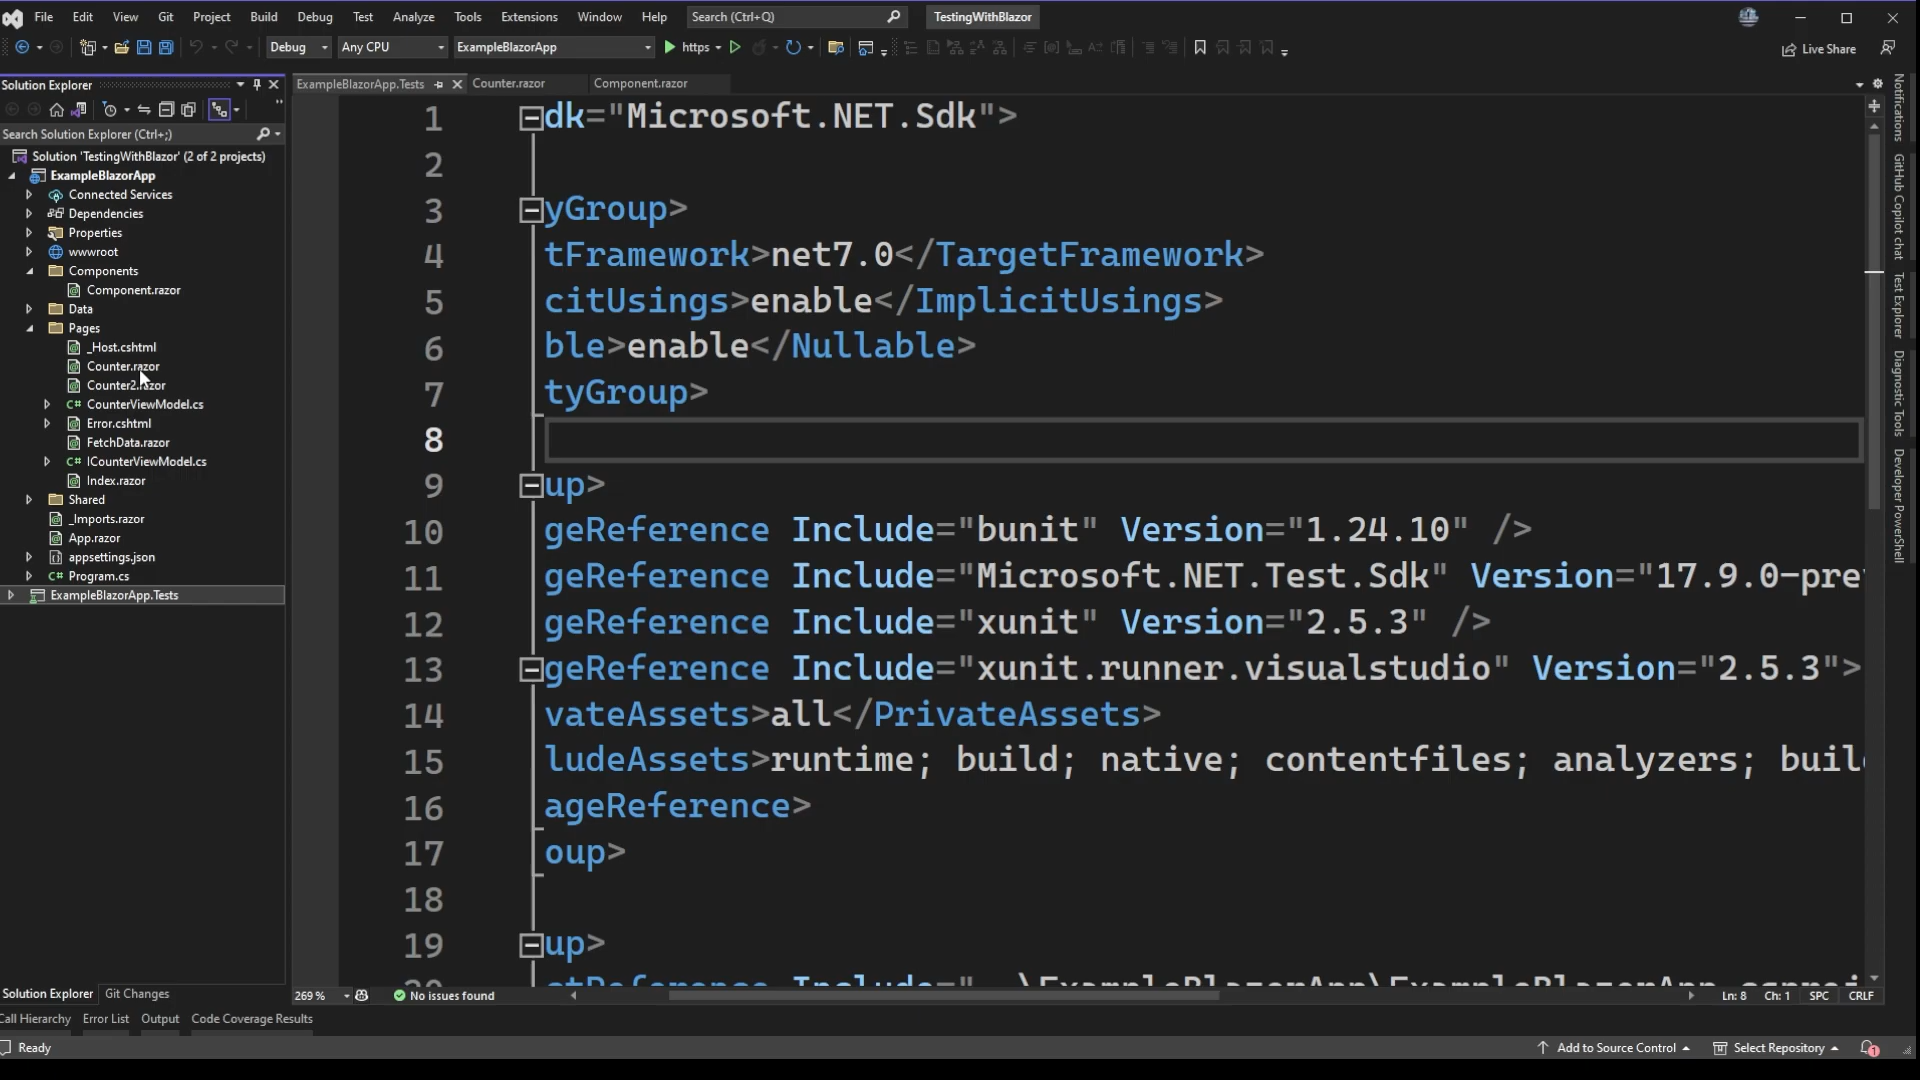 File Edit View Git Project Build Debug Test Analyze Tools Extensions Window Help Search (Ctrl+Q) TestingWithBlazor
Debug Any CPU ExampleBlazorApp https Live Share
Solution Explorer
Search Solution Explorer (Ctrl+;)
Solution 'TestingWithBlazor' (2 of 2 projects)
ExampleBlazorApp
Connected Services
Dependencies
Properties
wwwroot
Components
Component.razor
Data
Pages
_Host.cshtml
Counter.razor
Counter2.razor
C# CounterViewModel.cs
Error.cshtml
FetchData.razor
C# ICounterViewModel.cs
Index.razor
Shared
_Imports.razor
App.razor
appsettings.json
C# Program.cs
ExampleBlazorApp.Tests
Solution Explorer Git Changes
ExampleBlazorApp.Tests Counter.razor Component.razor
1 dk="Microsoft.NET.Sdk">
2
3 yGroup>
4 tFramework>net7.0</TargetFramework>
5 citUsings>enable</ImplicitUsings>
6 ble>enable</Nullable>
7 tyGroup>
8
9 up>
10 geReference Include="bunit" Version="1.24.10" />
11 geReference Include="Microsoft.NET.Test.Sdk" Version="17.9.0-pre
12 geReference Include="xunit" Version="2.5.3" />
13 geReference Include="xunit.runner.visualstudio" Version="2.5.3">
14 vateAssets>all</PrivateAssets>
15 ludeAssets>runtime; build; native; contentfiles; analyzers; buil
16 ageReference>
17 oup>
18
19 up>
20 ctReference Include="..\ExampleBlazorApp\ExampleBlazorApp.csproj
269 % No issues found Ln: 8 Ch: 1 SPC CRLF
Notifications
GitHub Copilot chat
Test Explorer
Diagnostic Tools
Developer PowerShell
Call Hierarchy Error List Output Code Coverage Results
Ready Add to Source Control Select Repository 1